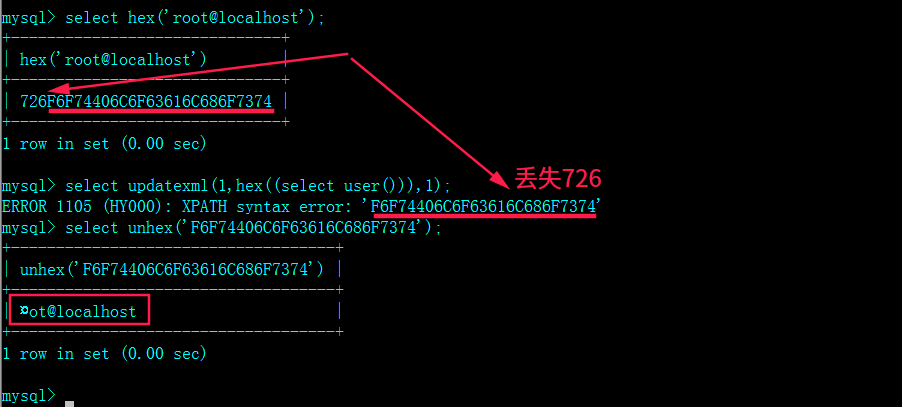 mysql> select hex('root@localhost');
+------------------------------+
| hex('root@localhost')        |
+------------------------------+
| 726F6F74406C6F63616C686F7374 |
+------------------------------+
1 row in set (0.00 sec)
mysql> select updatexml(1,hex((select user())),1);
丢失726
ERROR 1105 (HY000): XPATH syntax error: 'F6F74406C6F63616C686F7374'
mysql> select unhex('F6F74406C6F63616C686F7374');
+------------------------------------+
| unhex('F6F74406C6F63616C686F7374') |
+------------------------------------+
| ¤ot@localhost                      |
+------------------------------------+
1 row in set (0.00 sec)
mysql>